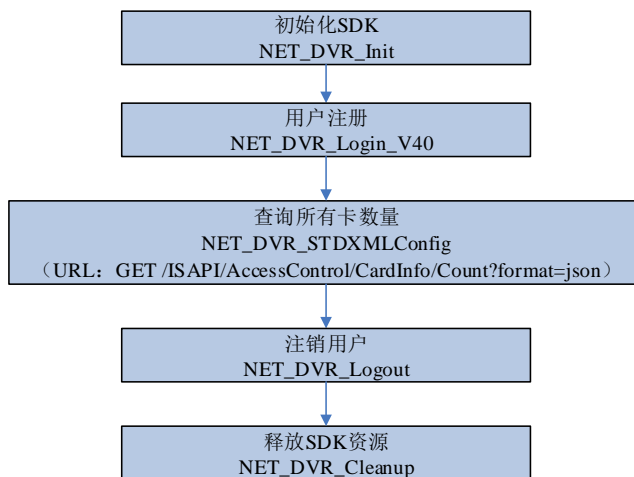 初始化SDK
NET_DVR_Init
用户注册
NET_DVR_Login_V40
查询所有卡数量
NET_DVR_STDXMLConfig
（URL：GET /ISAPI/AccessControl/CardInfo/Count?format=json）
注销用户
NET_DVR_Logout
释放SDK资源
NET_DVR_Cleanup